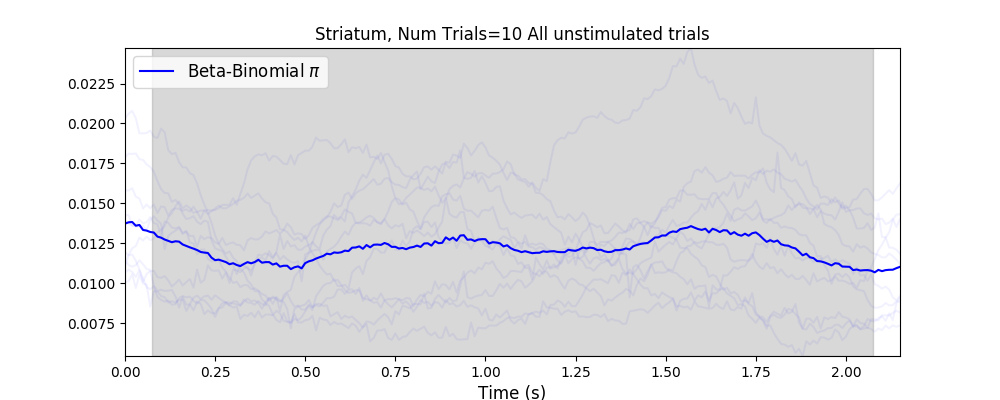 Striatum, Num Trials=10 All unstimulated trials
Beta-Binomial π
0.0225
0.0200
0.0175
0.0150
0.0125
0.0100
0.0075
0.00 0.25 0.50 0.75 1.00 1.25 1.50 1.75 2.00
Time (s)